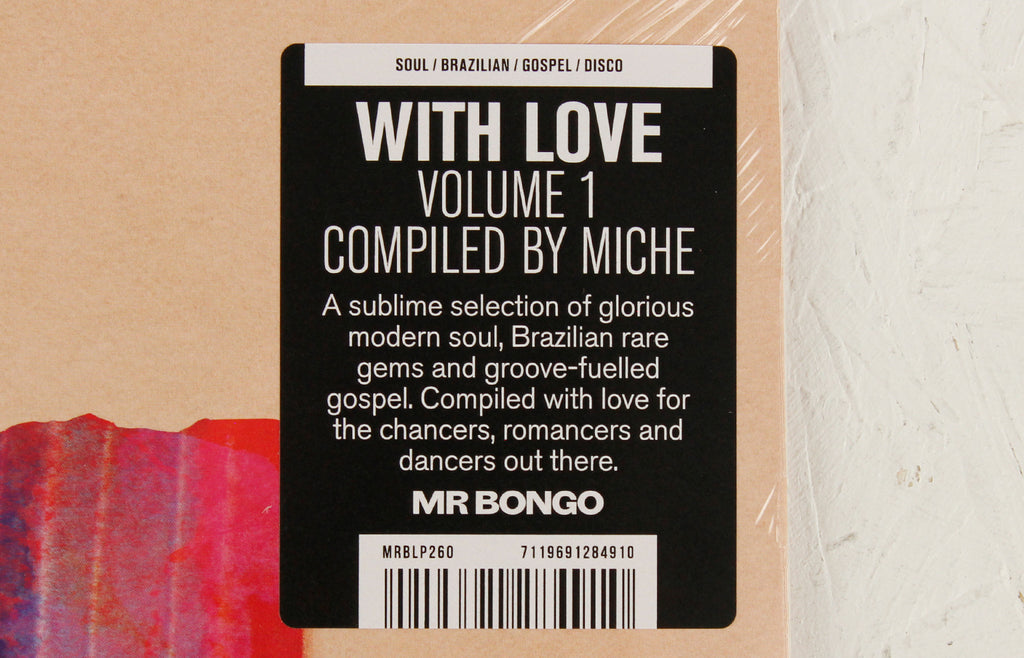 SOUL / BRAZILIAN / GOSPEL / DISCO
WITH LOVE
VOLUME 1
COMPILED BY MICHE
A sublime selection of glorious
modern soul, Brazilian rare
gems and groove-fuelled
gospel. Compiled with love for
the chancers, romancers and
dancers out there.
MR BONGO
MRBLP260 7119691284910